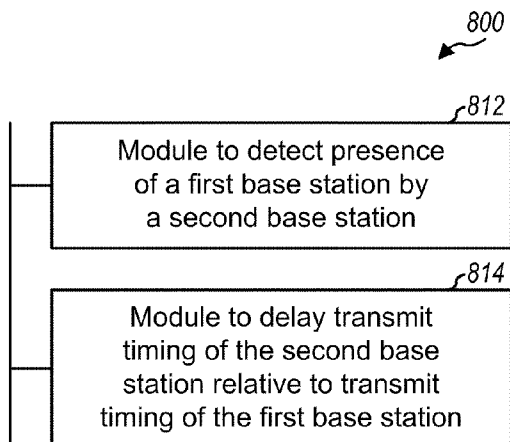 800
812
Module to detect presence
of a first base station by
a second base station
814
Module to delay transmit
timing of the second base
station relative to transmit
timing of the first base station